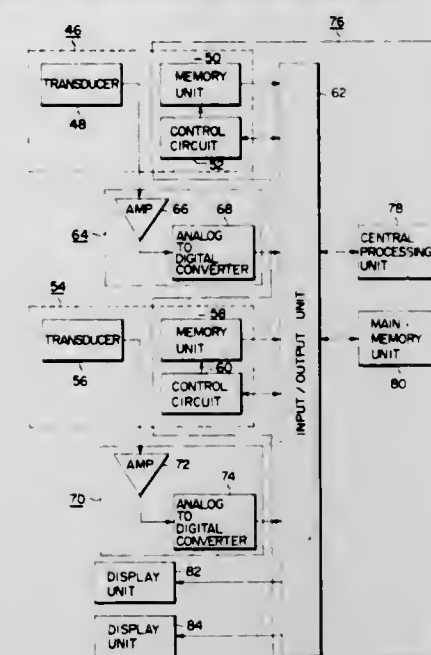 46
76
TRANSDUCER
48
50
MEMORY
UNIT
CONTROL
CIRCUIT
52
62
64
AMP
66
68
ANALOG
TO
DIGITAL
CONVERTER
78
CENTRAL
PROCESSING
UNIT
54
TRANSDUCER
56
58
MEMORY
UNIT
60
CONTROL
CIRCUIT
INPUT / OUTPUT UNIT
MAIN
MEMORY
UNIT
80
70
AMP
72
74
ANALOG
TO
DIGITAL
CONVERTER
DISPLAY
UNIT
82
DISPLAY
UNIT
84